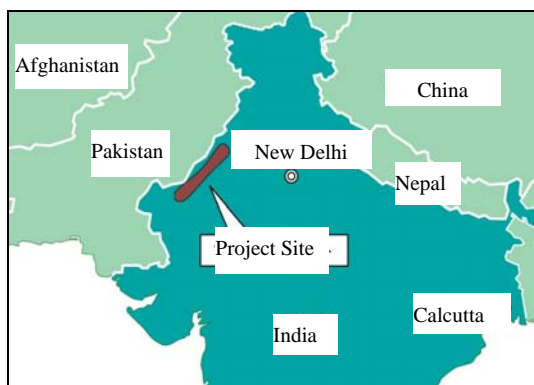 Afghanistan
China
Pakistan
New Delhi
Nepal
Project Site
Calcutta
India